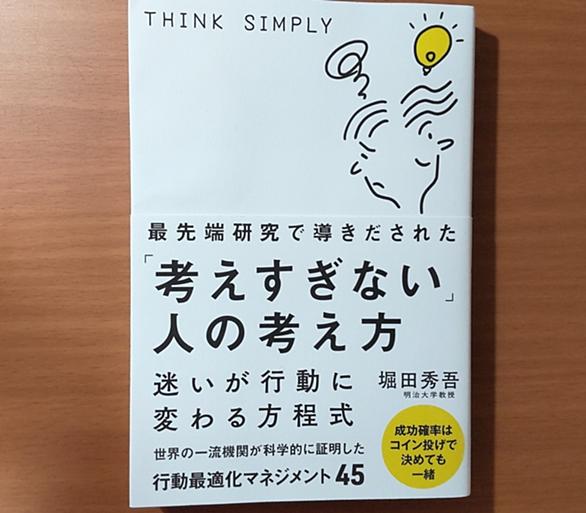 THINK SIMPLY
最先端研究で導きだされた
「考えすぎない」
人の考え方
迷いが行動に
変わる方程式
堀田秀吾
明治大学教授
世界の一流機関が科学的に証明した
行動最適化マネジメント45
成功確率は
コイン投げで
決めても
一緒